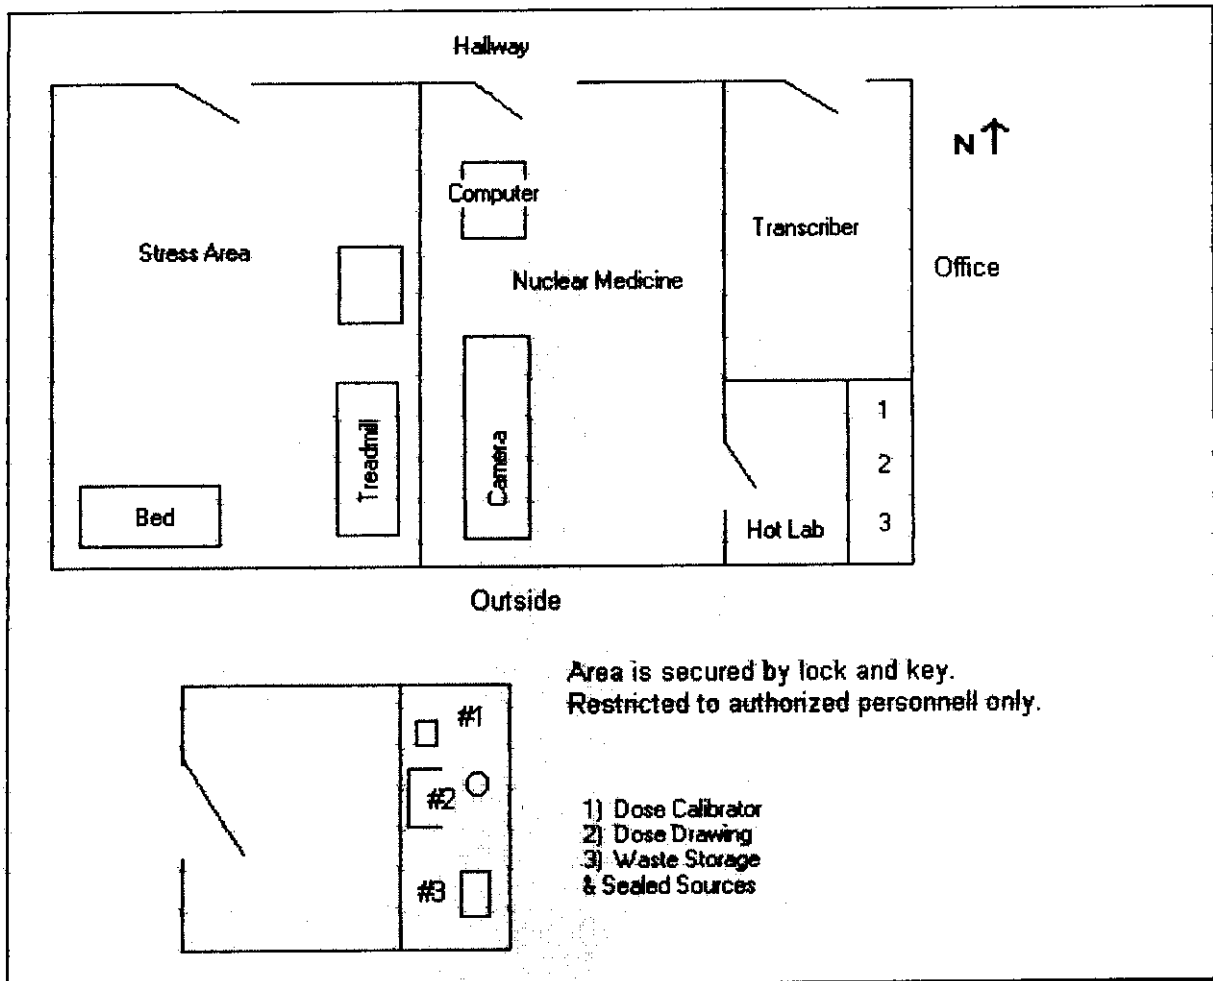 Hallway
N
Computer
Stress Area
Transcriber
Office
Nuclear Medicine
Treadmill
Camera
1
2
3
Bed
Hot Lab
Outside
Area is secured by lock and key.
Restricted to authorized personnell only.
#1
#2
#3
1) Dose Calibrator
2) Dose Drawing
3) Waste Storage
& Sealed Sources